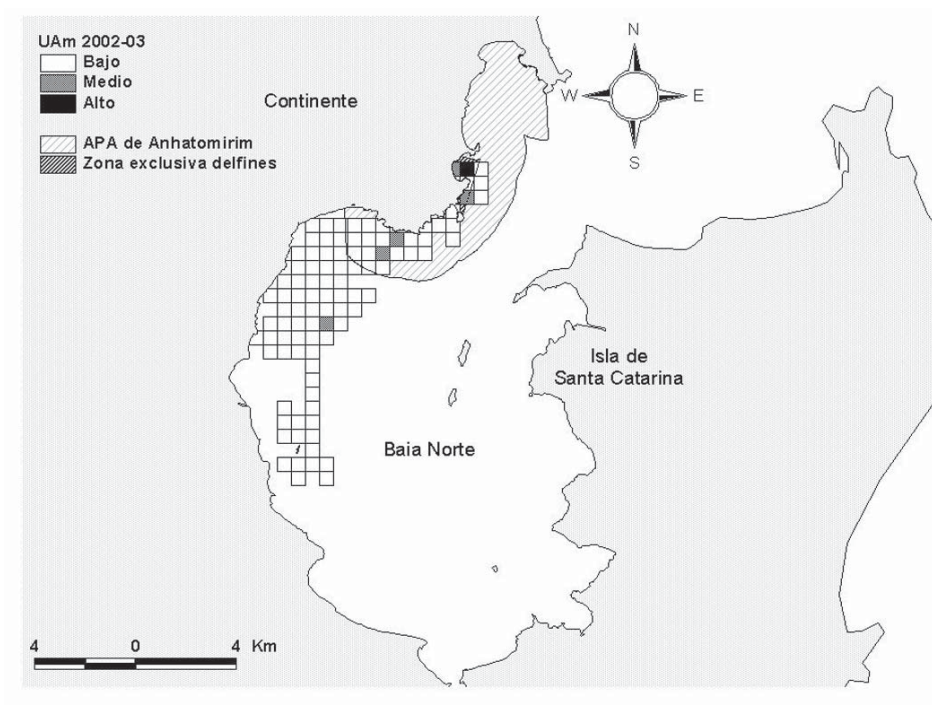 UAm 2002-03
Bajo
Medio
Alto
APA de Anhatomirim
Zona exclusiva delfines
Continente
N
W
E
S
Isla de
Santa Catarina
Baia Norte
4 0 4 Km